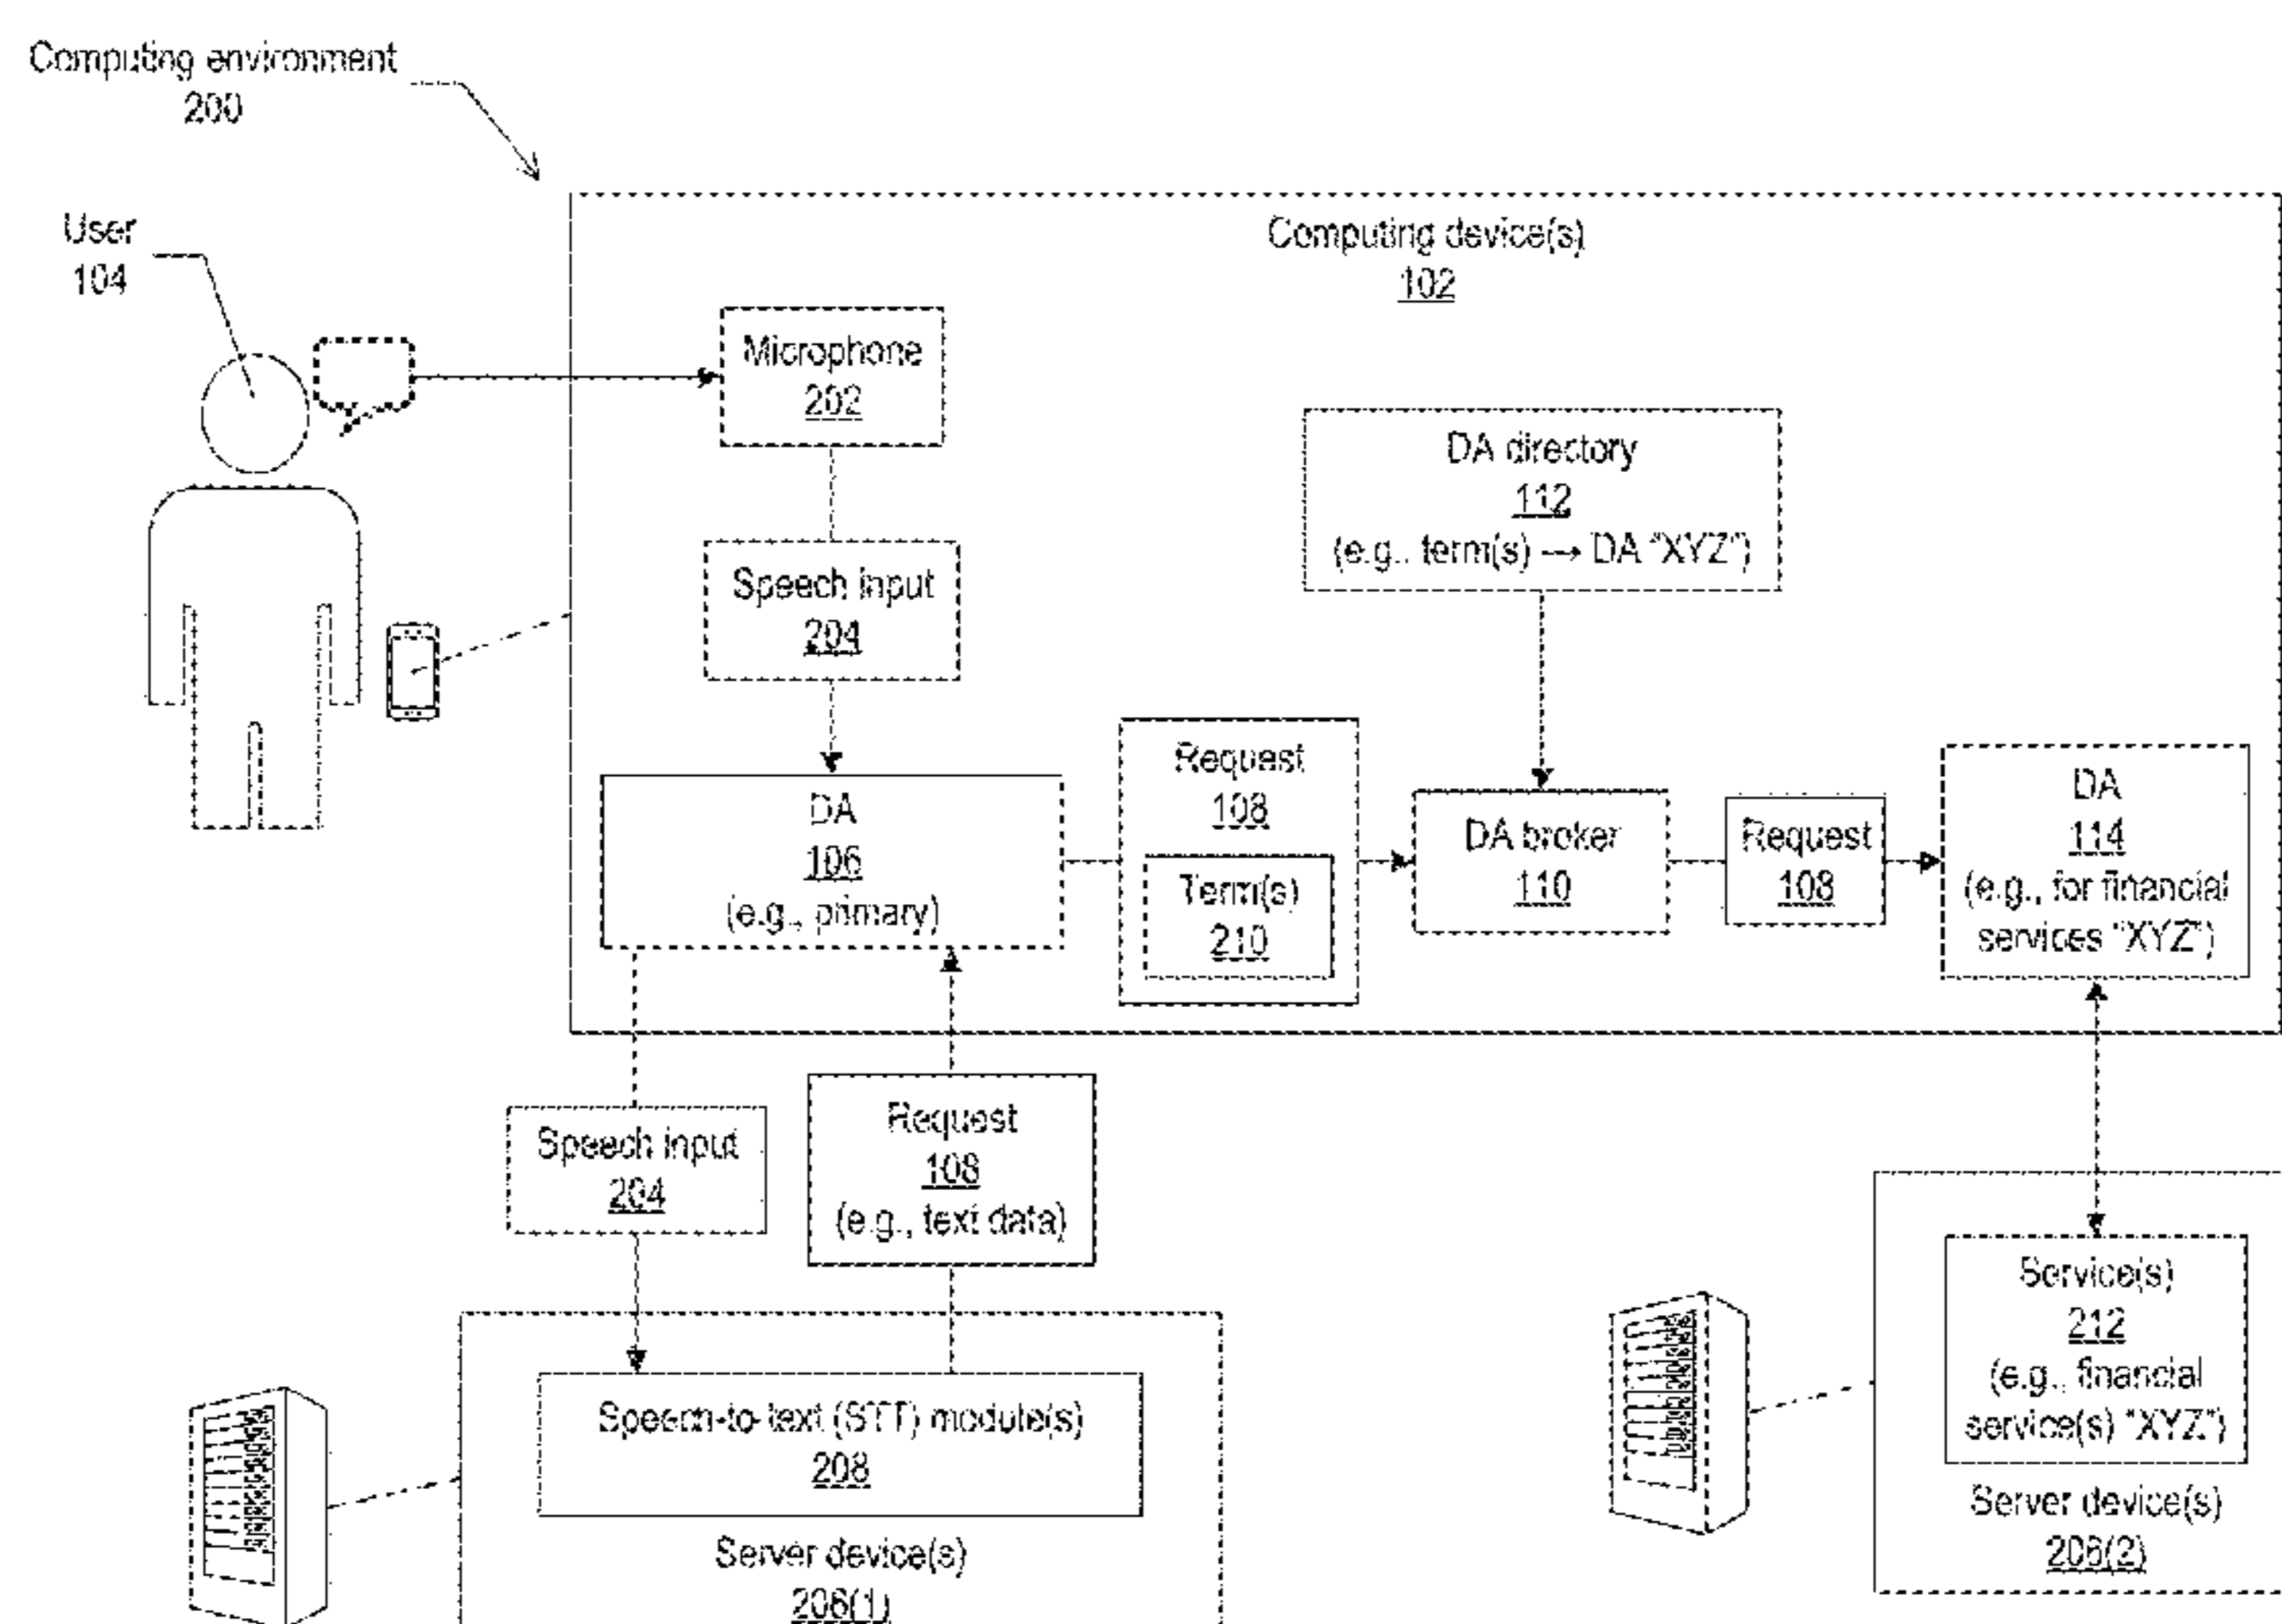 Computing environment
200
User
104
Computing device(s)
102
Microphone
202
DA directory
112
(e.g., term(s) → DA "XYZ")
Speech input
204
DA
106
(e.g., primary)
Request
108
Term(s)
210
DA broker
110
Request
108
DA
114
(e.g., for financial
services "XYZ")
Speech input
204
Request
108
(e.g., text data)
Speech-to-text (STT) module(s)
208
Server device(s)
206(1)
Service(s)
212
(e.g., financial
service(s) "XYZ")
Server device(s)
206(2)